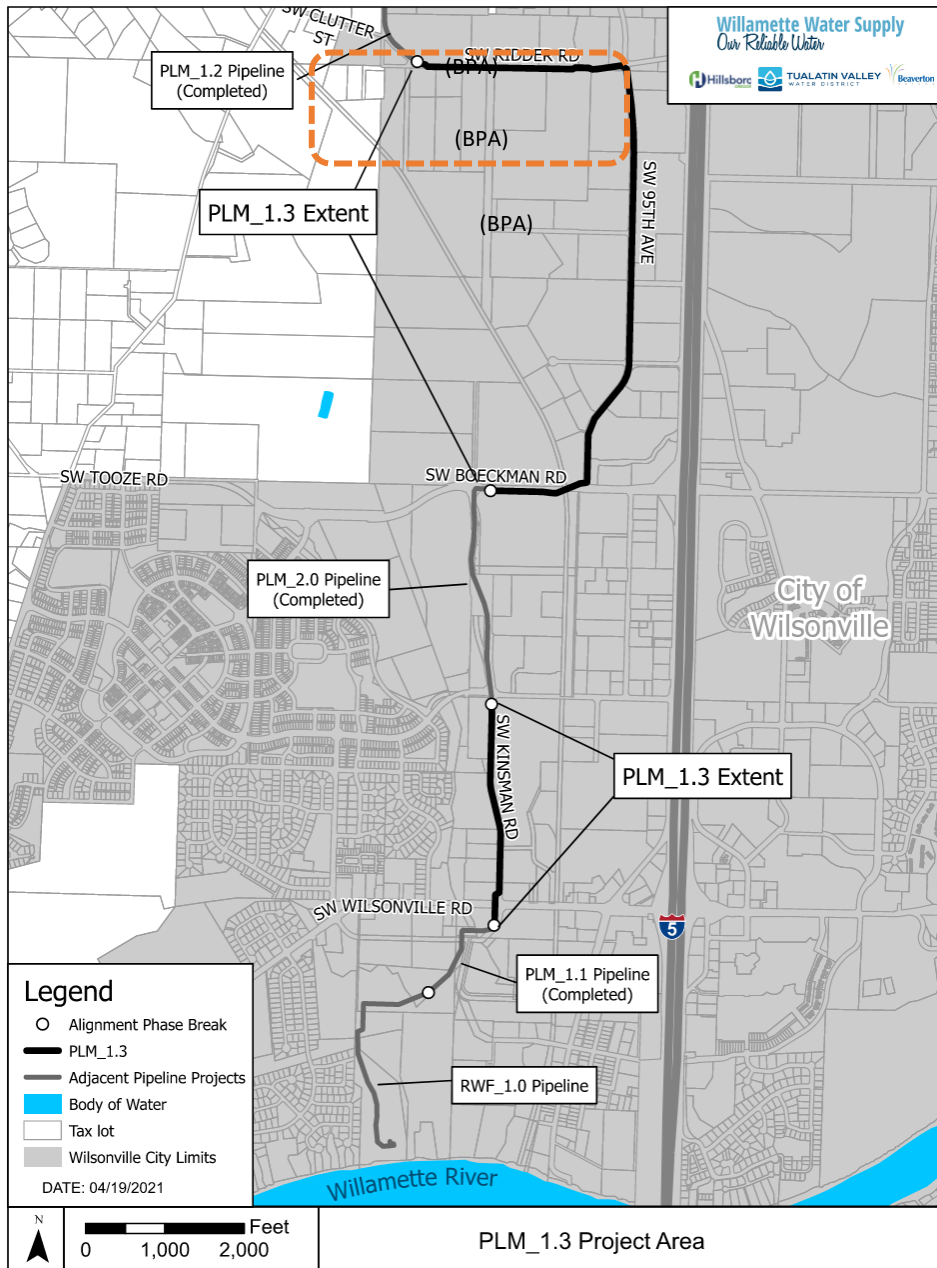 SW CLUTTER
ST
Willamette Water Supply
Our Reliable Water
Hillsboro
TUALATIN VALLEY
WATER DISTRICT
Beaverton
PLM_1.2 Pipeline
(Completed)
SW RIDDER RD
(BPA)
(BPA)
PLM_1.3 Extent
(BPA)
SW 95TH AVE
SW TOOZE RD
SW BOECKMAN RD
PLM_2.0 Pipeline
(Completed)
City of
Wilsonville
SW KINSMAN RD
PLM_1.3 Extent
SW WILSONVILLE RD
5
PLM_1.1 Pipeline
(Completed)
RWF_1.0 Pipeline
Willamette River
Legend
Alignment Phase Break
PLM_1.3
Adjacent Pipeline Projects
Body of Water
Tax lot
Wilsonville City Limits
DATE: 04/19/2021
N
Feet
0 1,000 2,000
PLM_1.3 Project Area